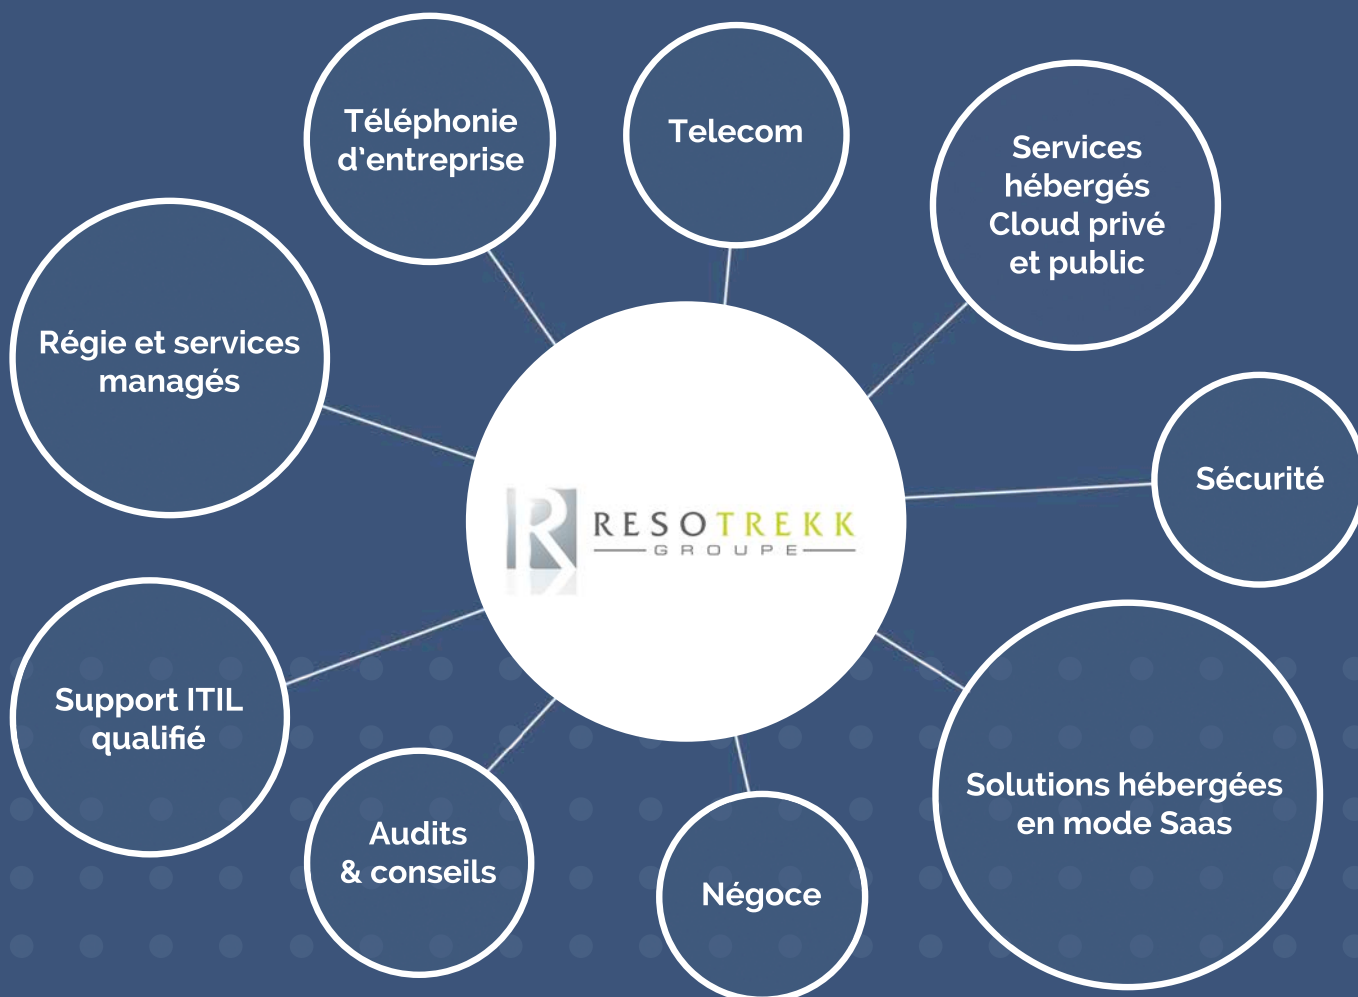 Téléphonie
d'entreprise
Telecom
Services
hébergés
Cloud privé
et public
Régie et services
managés
Sécurité
R RESOTREKK
GROUPE
Support ITIL
qualifié
Solutions hébergées
en mode Saas
Audits
& conseils
Négoce